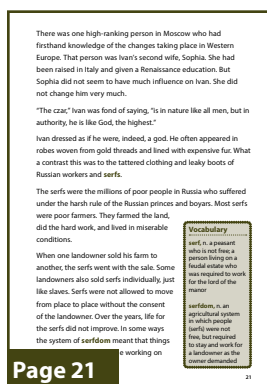 There was one high-ranking person in Moscow who had
firsthand knowledge of the changes taking place in Western
Europe. That person was Ivan's second wife, Sophia. She had
been raised in Italy and given a Renaissance education. But
Sophia did not seem to have much influence on Ivan. She did
not change him very much.
"The czar," Ivan was fond of saying, "is in nature like all men, but in
authority, he is like God, the highest."
Ivan dressed as if he were, indeed, a god. He often appeared in
robes woven from gold threads and lined with expensive fur. What
a contrast this was to the tattered clothing and leaky boots of
Russian workers and serfs.
The serfs were the millions of poor people in Russia who suffered
under the harsh rule of the Russian princes and boyars. Most serfs
were poor farmers. They farmed the land,
did the hard work, and lived in miserable
conditions.
When one landowner sold his farm to
another, the serfs went with the sale. Some
landowners also sold serfs individually, just
like slaves. Serfs were not allowed to move
from place to place without the consent
of the landowner. Over the years, life for
the serfs did not improve. In some ways
the system of serfdom meant that things
e working on
Vocabulary
serf, n. a peasant
who is not free; a
person living on a
feudal estate who
was required to work
for the lord of the
manor
serfdom, n. an
agricultural system
in which people
(serfs) were not
free, but required
to stay and work for
a landowner as the
owner demanded
Page 21
21